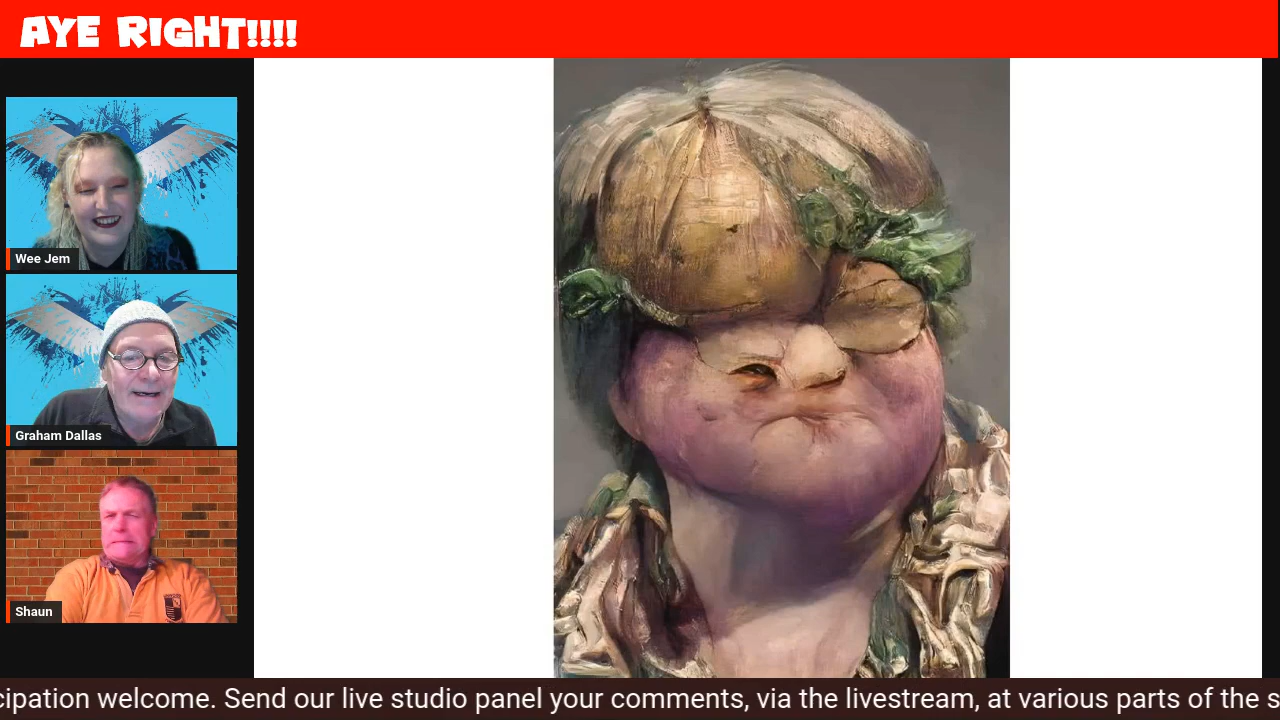 AYE RIGHT!!!!
Wee Jem
Graham Dallas
Shaun
cipation welcome. Send our live studio panel your comments, via the livestream, at various parts of the s